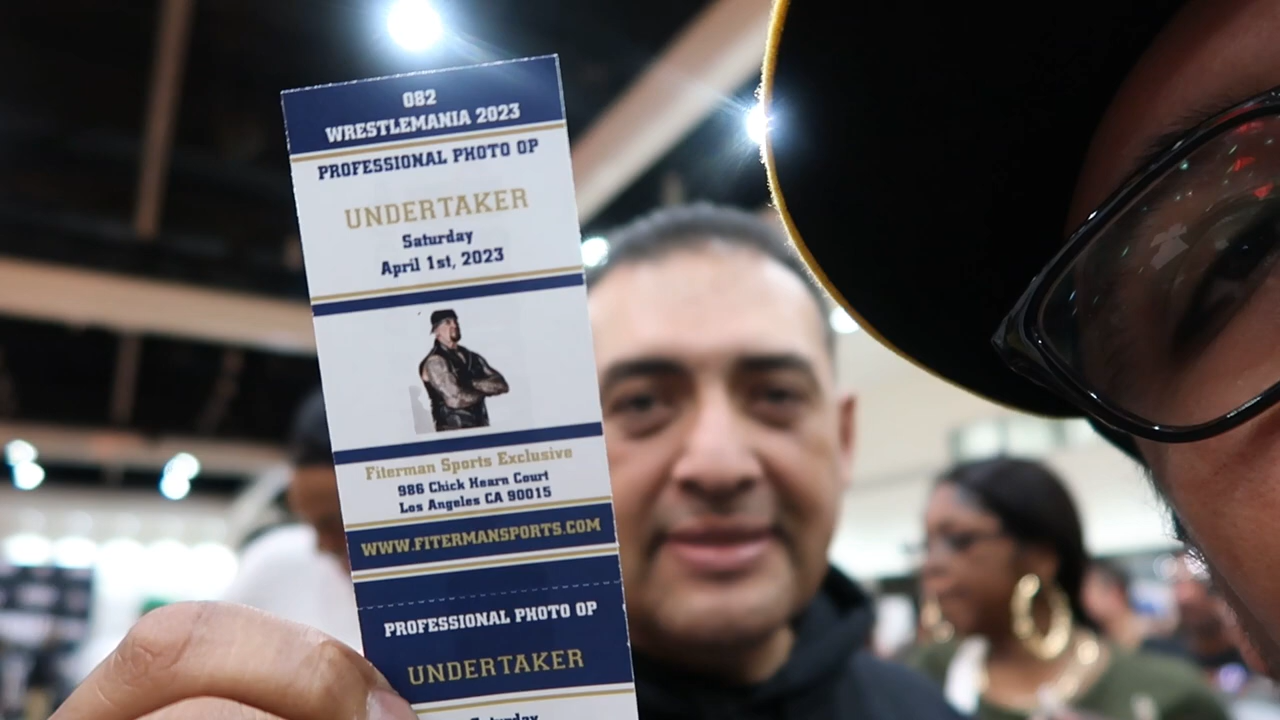 082
WRESTLEMANIA 2023
PROFESSIONAL PHOTO OP
UNDERTAKER
Saturday
April 1st, 2023
Fiterman Sports Exclusive
986 Chick Hearn Court
Los Angeles CA 90015
WWW.FITERMANSPORTS.COM
PROFESSIONAL PHOTO OP
UNDERTAKER
Saturday